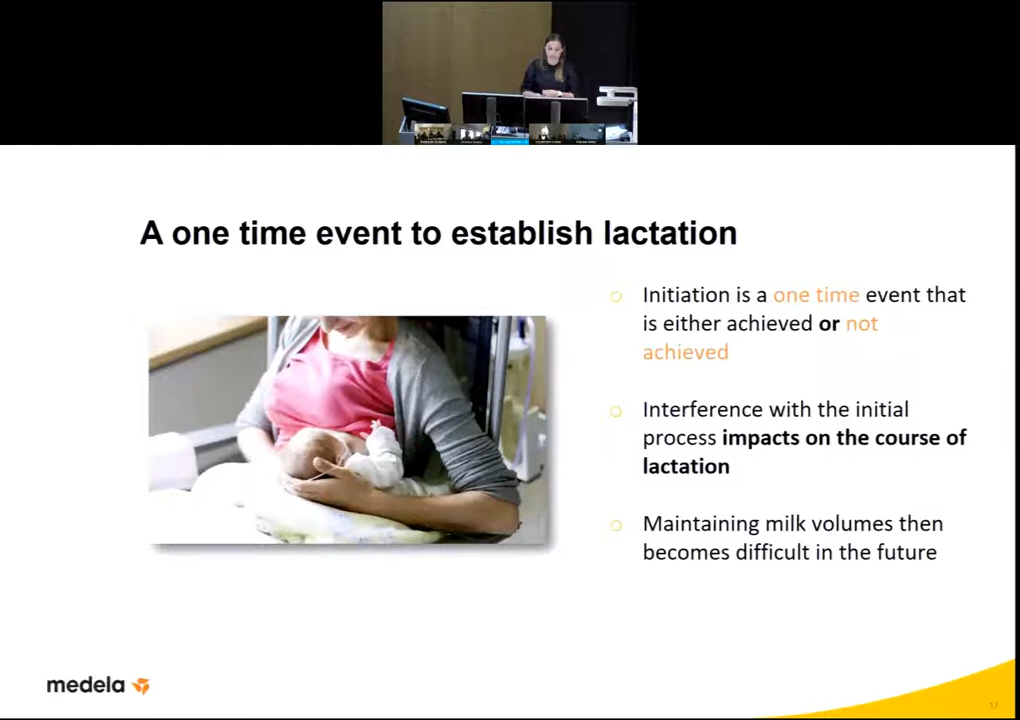 A one time event to establish lactation
Initiation is a one time event that
is either achieved or not
achieved
Interference with the initial
process impacts on the course of
lactation
Maintaining milk volumes then
becomes difficult in the future
medela
17